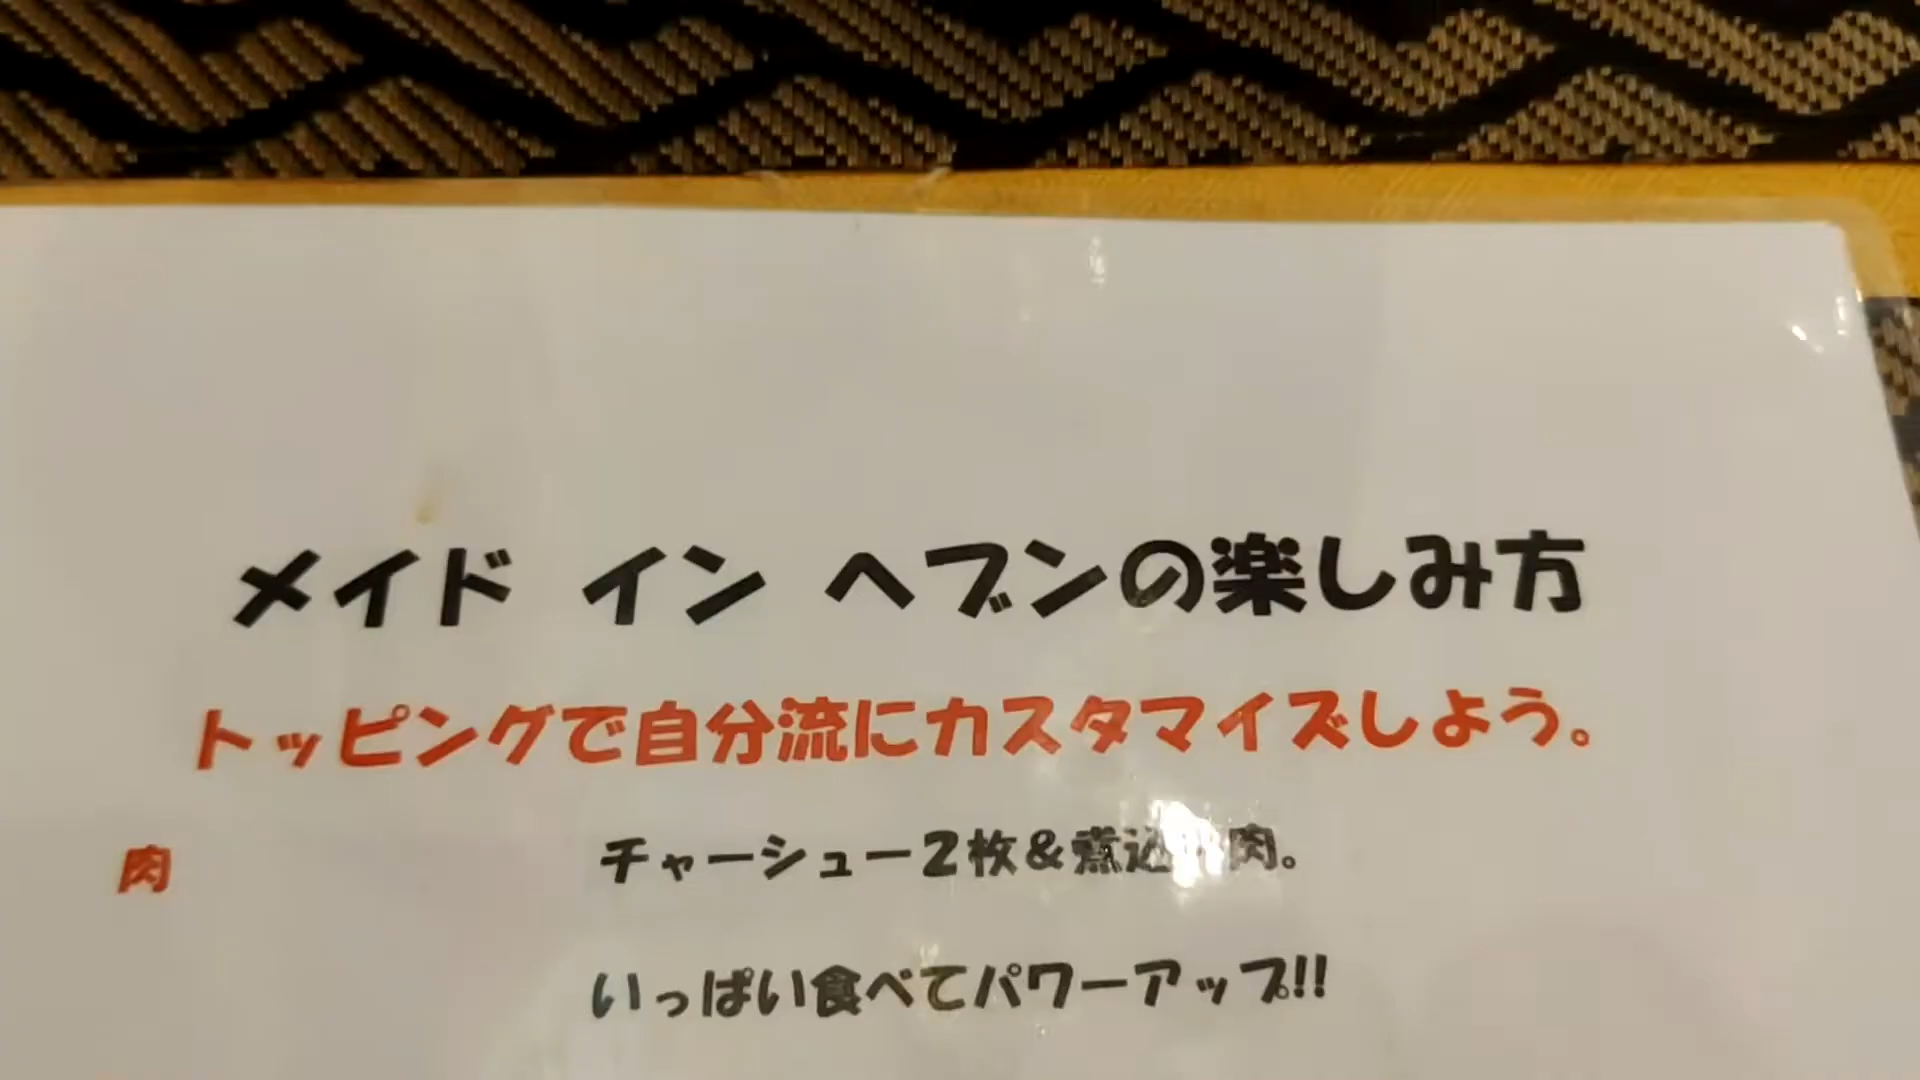 メイド イン ヘブンの楽しみ方
トッピングで自分流にカスタマイズしよう。
肉 チャーシュー2枚&煮込 肉。
いっぱい食べてパワーアップ!!